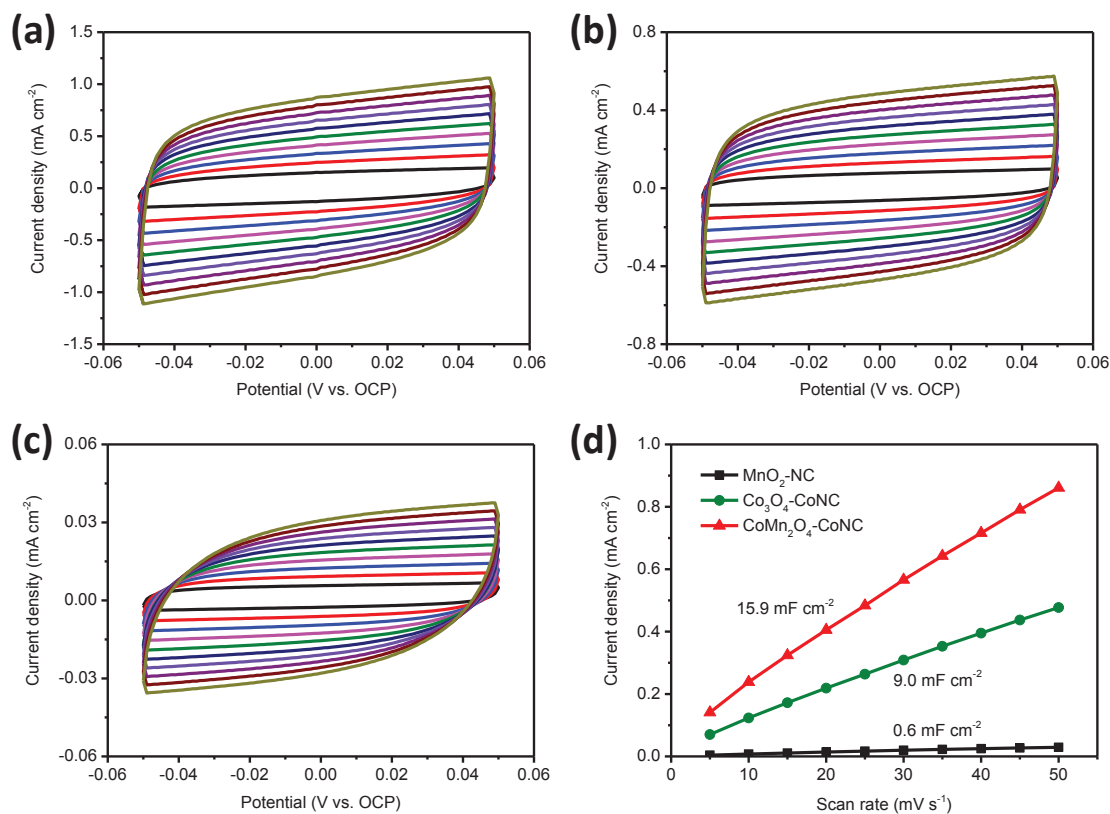 (a)
1.5
1.0
0.5
0.0
-0.5
-1.0
-1.5
Current density (mA cm⁻²)
-0.06 -0.04 -0.02 0.00 0.02 0.04 0.06
Potential (V vs. OCP)
(b)
0.8
0.4
0.0
-0.4
-0.8
Current density (mA cm⁻²)
-0.06 -0.04 -0.02 0.00 0.02 0.04 0.06
Potential (V vs. OCP)
(c)
0.06
0.03
0.00
-0.03
-0.06
Current density (mA cm⁻²)
-0.06 -0.04 -0.02 0.00 0.02 0.04 0.06
Potential (V vs. OCP)
(d)
1.0
0.8
0.6
0.4
0.2
0.0
Current density (mA cm⁻²)
MnO₂-NC
Co₃O₄-CoNC
CoMn₂O₄-CoNC
15.9 mF cm⁻²
9.0 mF cm⁻²
0.6 mF cm⁻²
0 10 20 30 40 50
Scan rate (mV s⁻¹)